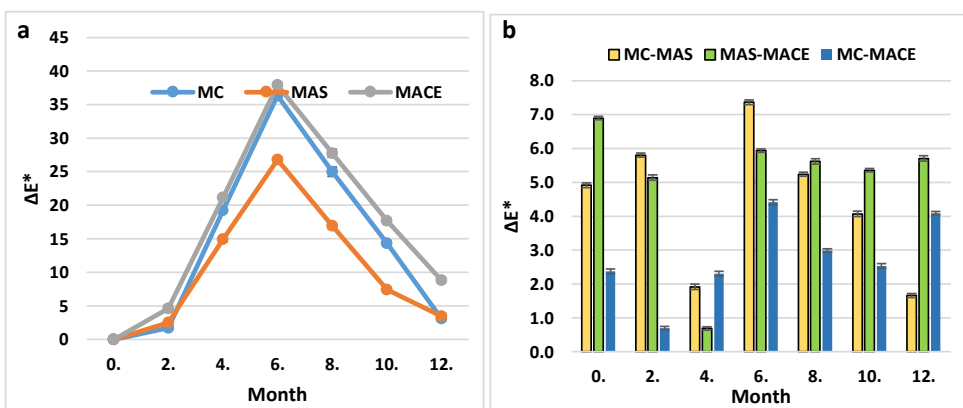 a
45
40
35
30
25
20
15
10
5
0
ΔE*
MC MAS MACE
0. 2. 4. 6. 8. 10. 12.
Month
b
MC-MAS MAS-MACE MC-MACE
8.0
7.0
6.0
5.0
4.0
3.0
2.0
1.0
0.0
ΔE*
0. 2. 4. 6. 8. 10. 12.
Month